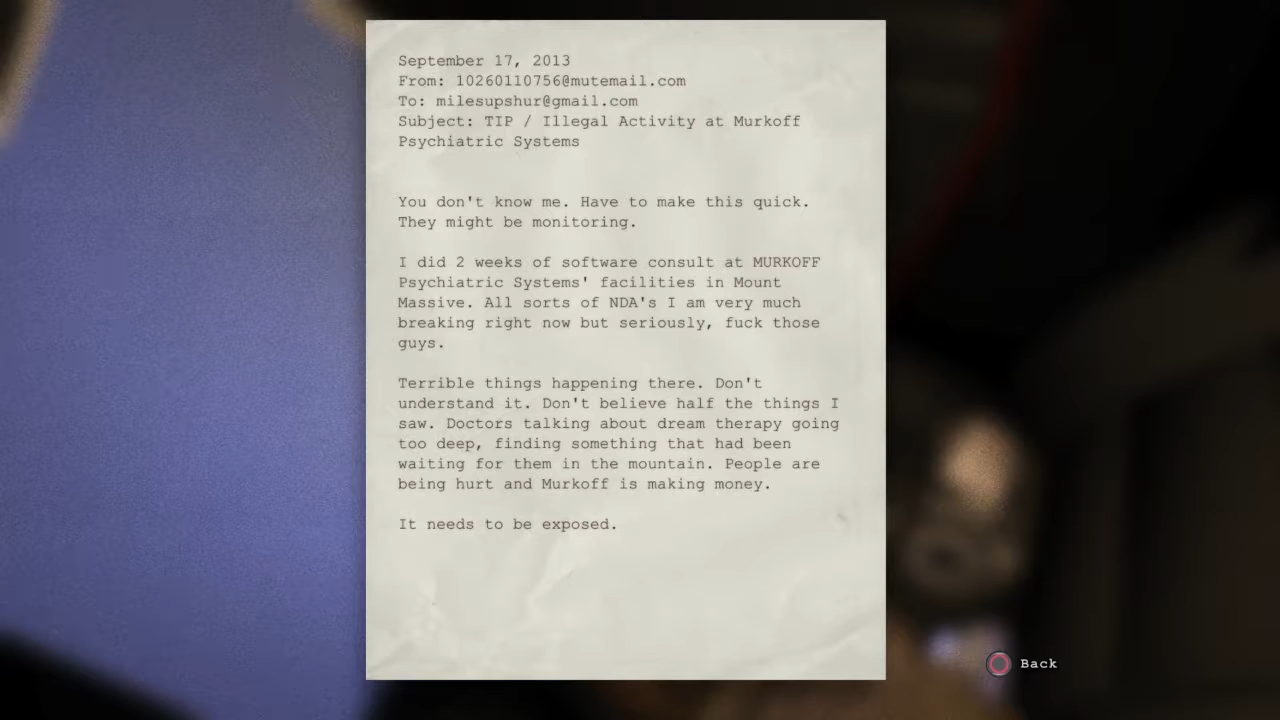 September 17, 2013
From: 10260110756@mutemail.com
To: milesupshur@gmail.com
Subject: TIP / Illegal Activity at Murkoff
Psychiatric Systems
You don't know me. Have to make this quick.
They might be monitoring.
I did 2 weeks of software consult at MURKOFF
Psychiatric Systems' facilities in Mount
Massive. All sorts of NDA's I am very much
breaking right now but seriously, fuck those
guys.
Terrible things happening there. Don't
understand it. Don't believe half the things I
saw. Doctors talking about dream therapy going
too deep, finding something that had been
waiting for them in the mountain. People are
being hurt and Murkoff is making money.
It needs to be exposed.
Back